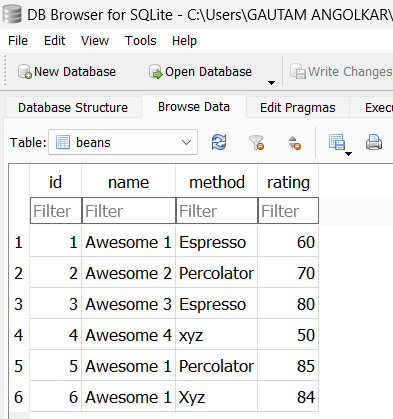 DB Browser for SQLite - C:\Users\GAUTAM ANGOLKAR\
File Edit View Tools Help
New Database Open Database Write Changes
Database Structure Browse Data Edit Pragmas Exec
Table: beans
id name method rating
Filter Filter Filter Filter
1 1 Awesome 1 Espresso 60
2 2 Awesome 2 Percolator 70
3 3 Awesome 3 Espresso 80
4 4 Awesome 4 xyz 50
5 5 Awesome 1 Percolator 85
6 6 Awesome 1 Xyz 84